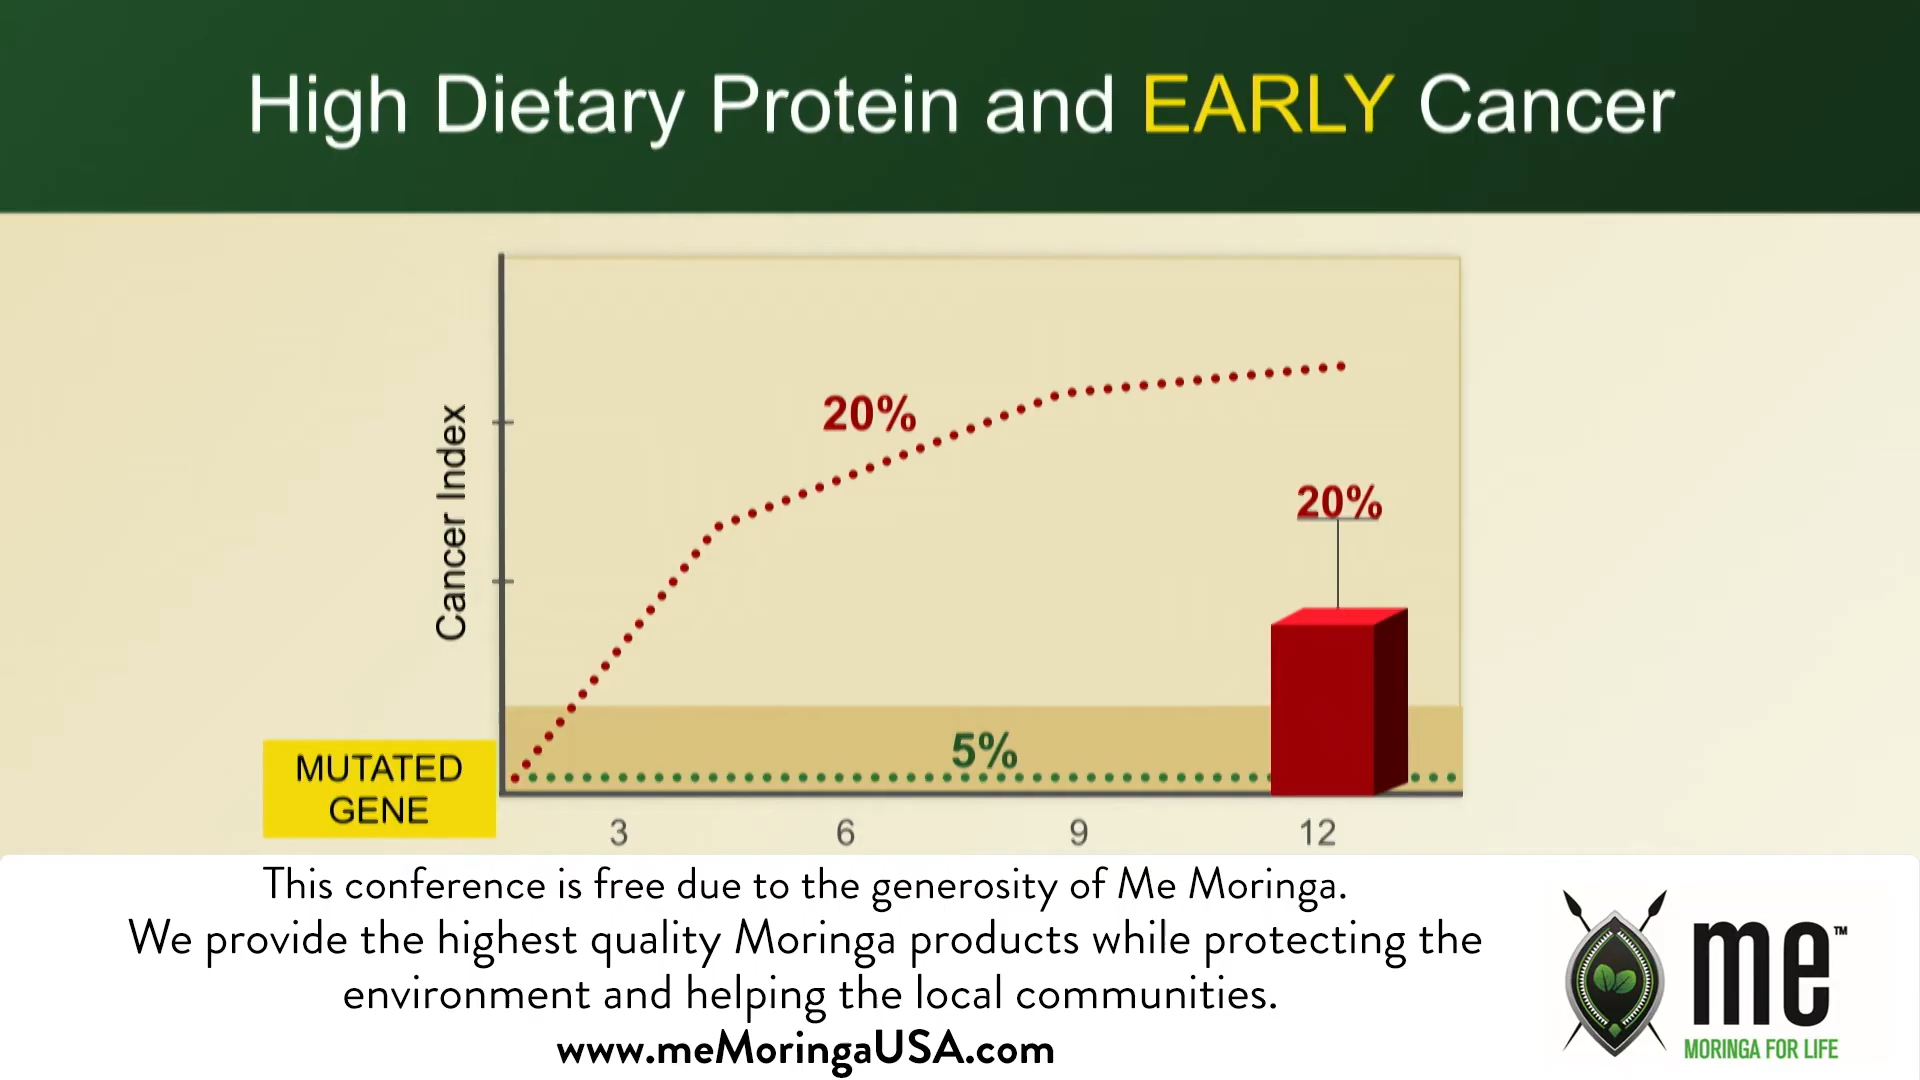 High Dietary Protein and EARLY Cancer
Cancer Index
20%
20%
5%
MUTATED
GENE
3 6 9 12
This conference is free due to the generosity of Me Moringa.
We provide the highest quality Moringa products while protecting the
environment and helping the local communities.
www.meMoringaUSA.com
me™
MORINGA FOR LIFE